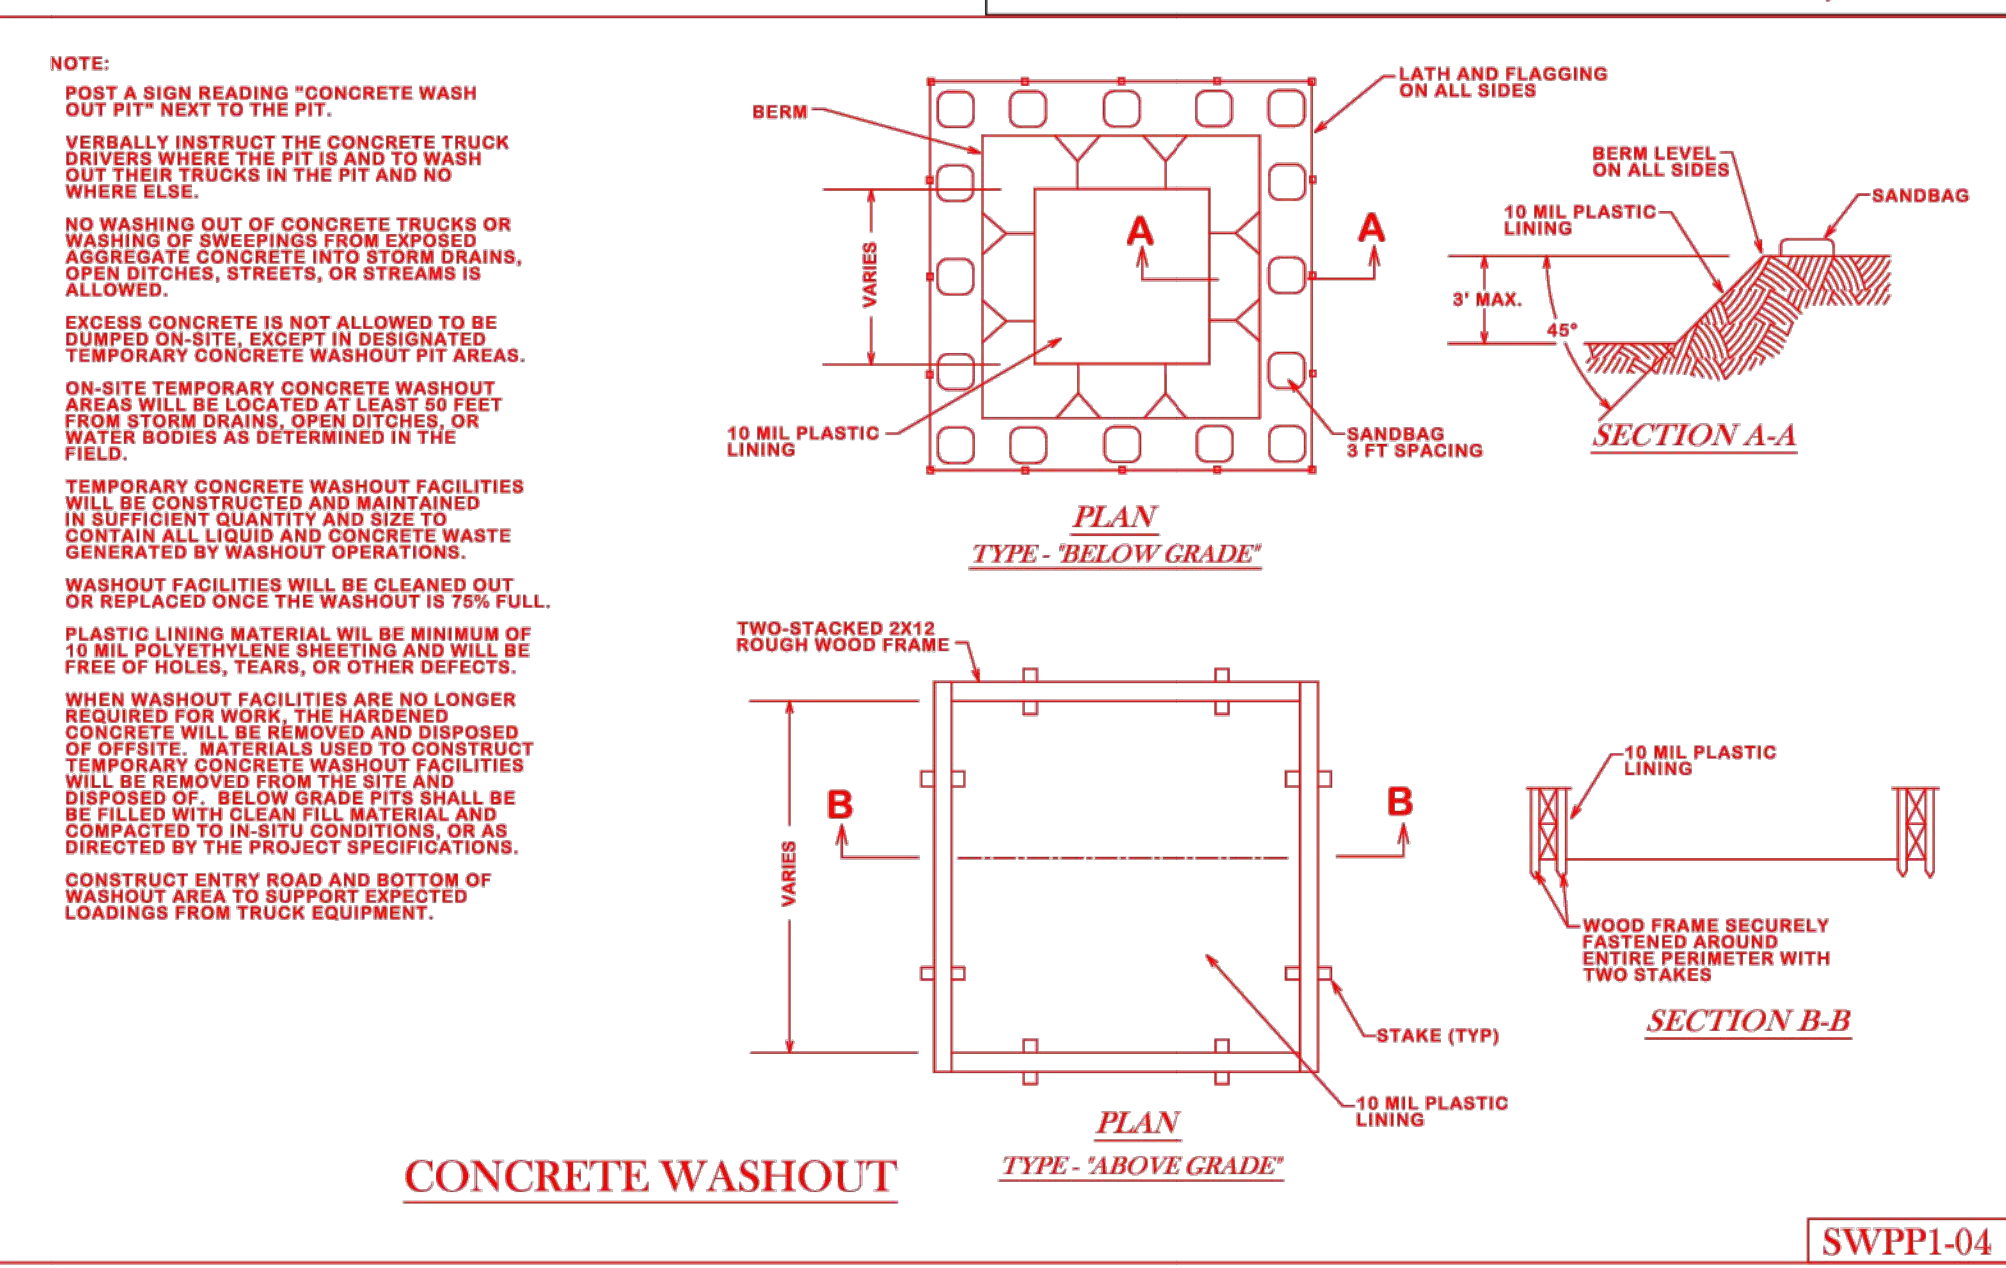 NOTE:
POST A SIGN READING "CONCRETE WASH
OUT PIT" NEXT TO THE PIT.
VERBALLY INSTRUCT THE CONCRETE TRUCK
DRIVERS WHERE THE PIT IS AND TO WASH
OUT THEIR TRUCKS IN THE PIT AND NO
WHERE ELSE.
NO WASHING OUT OF CONCRETE TRUCKS OR
WASHING OF SWEEPINGS FROM EXPOSED
AGGREGATE CONCRETE INTO STORM DRAINS,
OPEN DITCHES, STREETS, OR STREAMS IS
ALLOWED.
EXCESS CONCRETE IS NOT ALLOWED TO BE
DUMPED ON-SITE, EXCEPT IN DESIGNATED
TEMPORARY CONCRETE WASHOUT PIT AREAS.
ON-SITE TEMPORARY CONCRETE WASHOUT
AREAS WILL BE LOCATED AT LEAST 50 FEET
FROM STORM DRAINS, OPEN DITCHES, OR
WATER BODIES AS DETERMINED IN THE
FIELD.
TEMPORARY CONCRETE WASHOUT FACILITIES
WILL BE CONSTRUCTED AND MAINTAINED
IN SUFFICIENT QUANTITY AND SIZE TO
CONTAIN ALL LIQUID AND CONCRETE WASTE
GENERATED BY WASHOUT OPERATIONS.
WASHOUT FACILITIES WILL BE CLEANED OUT
OR REPLACED ONCE THE WASHOUT IS 75% FULL.
PLASTIC LINING MATERIAL WIL BE MINIMUM OF
10 MIL POLYETHYLENE SHEETING AND WILL BE
FREE OF HOLES, TEARS, OR OTHER DEFECTS.
WHEN WASHOUT FACILITIES ARE NO LONGER
REQUIRED FOR WORK, THE HARDENED
CONCRETE WILL BE REMOVED AND DISPOSED
OF OFFSITE. MATERIALS USED TO CONSTRUCT
TEMPORARY CONCRETE WASHOUT FACILITIES
WILL BE REMOVED FROM THE SITE AND
DISPOSED OF. BELOW GRADE PITS SHALL BE
BE FILLED WITH CLEAN FILL MATERIAL AND
COMPACTED TO IN-SITU CONDITIONS, OR AS
DIRECTED BY THE PROJECT SPECIFICATIONS.
CONSTRUCT ENTRY ROAD AND BOTTOM OF
WASHOUT AREA TO SUPPORT EXPECTED
LOADINGS FROM TRUCK EQUIPMENT.
BERM
LATH AND FLAGGING
ON ALL SIDES
VARIES
A
A
10 MIL PLASTIC
LINING
SANDBAG
3 FT SPACING
PLAN
TYPE - "BELOW GRADE"
BERM LEVEL
ON ALL SIDES
SANDBAG
10 MIL PLASTIC
LINING
3' MAX.
45°
SECTION A-A
TWO-STACKED 2X12
ROUGH WOOD FRAME
VARIES
B
B
STAKE (TYP)
10 MIL PLASTIC
LINING
PLAN
TYPE - "ABOVE GRADE"
10 MIL PLASTIC
LINING
WOOD FRAME SECURELY
FASTENED AROUND
ENTIRE PERIMETER WITH
TWO STAKES
SECTION B-B
CONCRETE WASHOUT
SWPP1-04